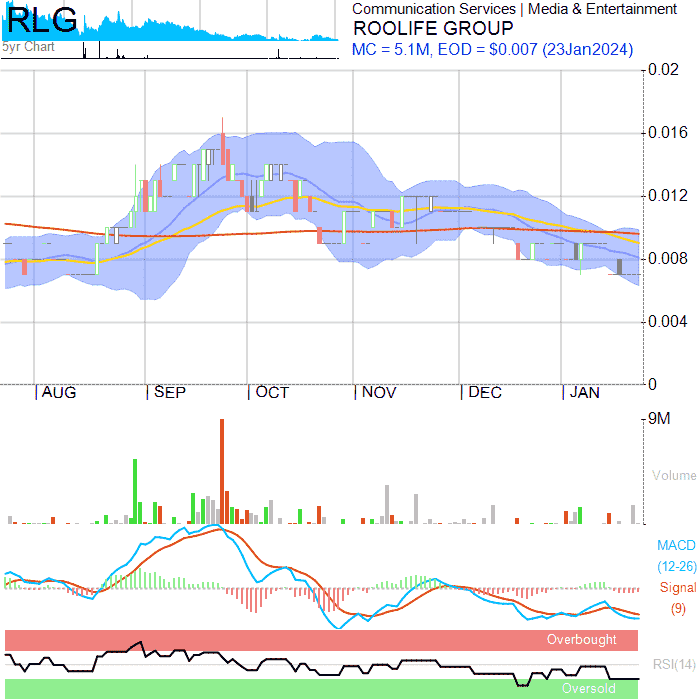 RLG
Communication Services | Media & Entertainment
ROOLIFE GROUP
MC = 5.1M, EOD = $0.007 (23Jan2024)
5yr Chart
0.02
0.016
0.012
0.008
0.004
0
AUG SEP OCT NOV DEC JAN
9M
Volume
MACD
(12-26)
Signal
(9)
Overbought
RSI(14)
Oversold